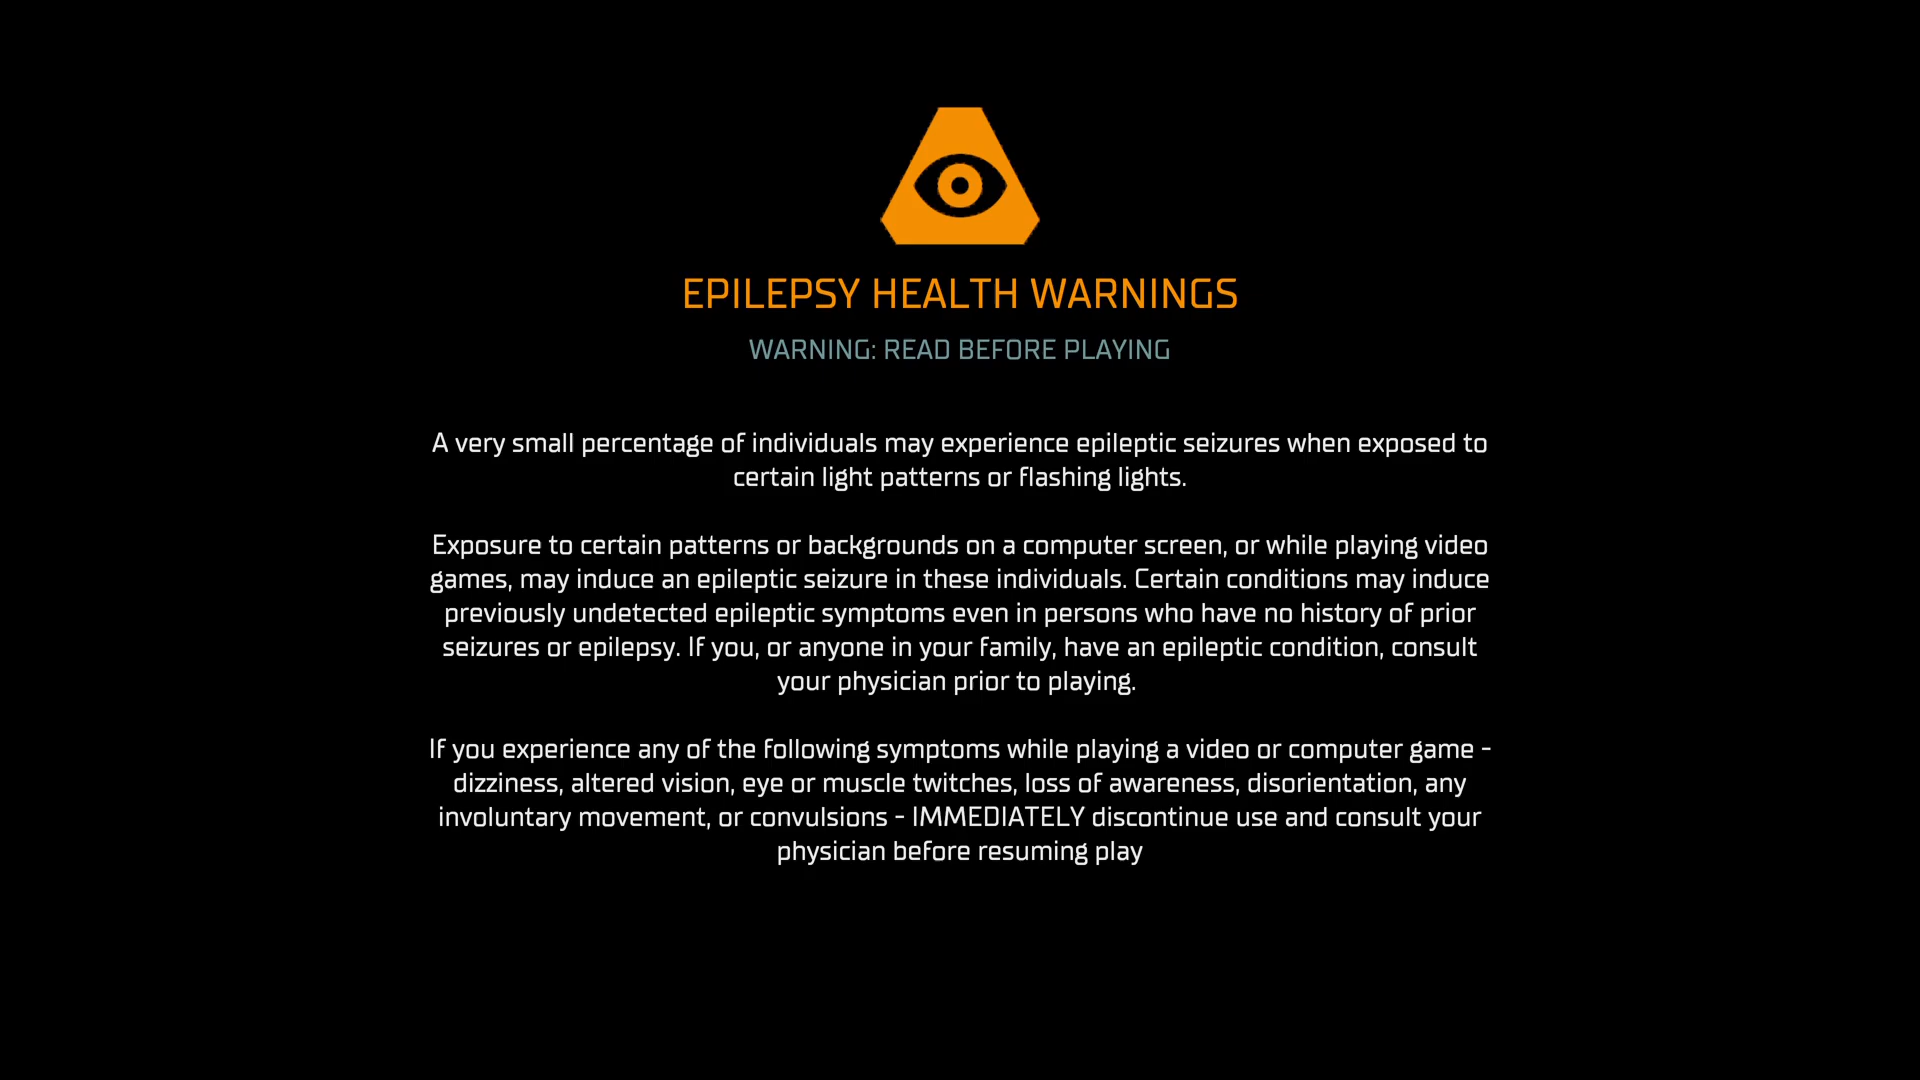 EPILEPSY HEALTH WARNINGS
WARNING: READ BEFORE PLAYING
A very small percentage of individuals may experience epileptic seizures when exposed to
certain light patterns or flashing lights.
Exposure to certain patterns or backgrounds on a computer screen, or while playing video
games, may induce an epileptic seizure in these individuals. Certain conditions may induce
previously undetected epileptic symptoms even in persons who have no history of prior
seizures or epilepsy. If you, or anyone in your family, have an epileptic condition, consult
your physician prior to playing.
If you experience any of the following symptoms while playing a video or computer game -
dizziness, altered vision, eye or muscle twitches, loss of awareness, disorientation, any
involuntary movement, or convulsions - IMMEDIATELY discontinue use and consult your
physician before resuming play